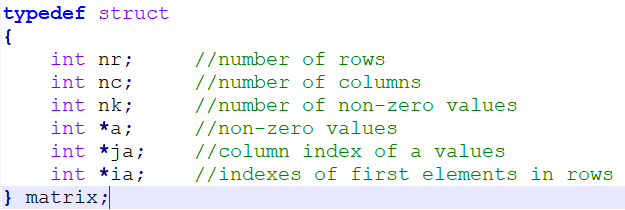 typedef struct
{
    int nr;     //number of rows
    int nc;     //number of columns
    int nk;     //number of non-zero values
    int *a;     //non-zero values
    int *ja;    //column index of a values
    int *ia;    //indexes of first elements in rows
} matrix;